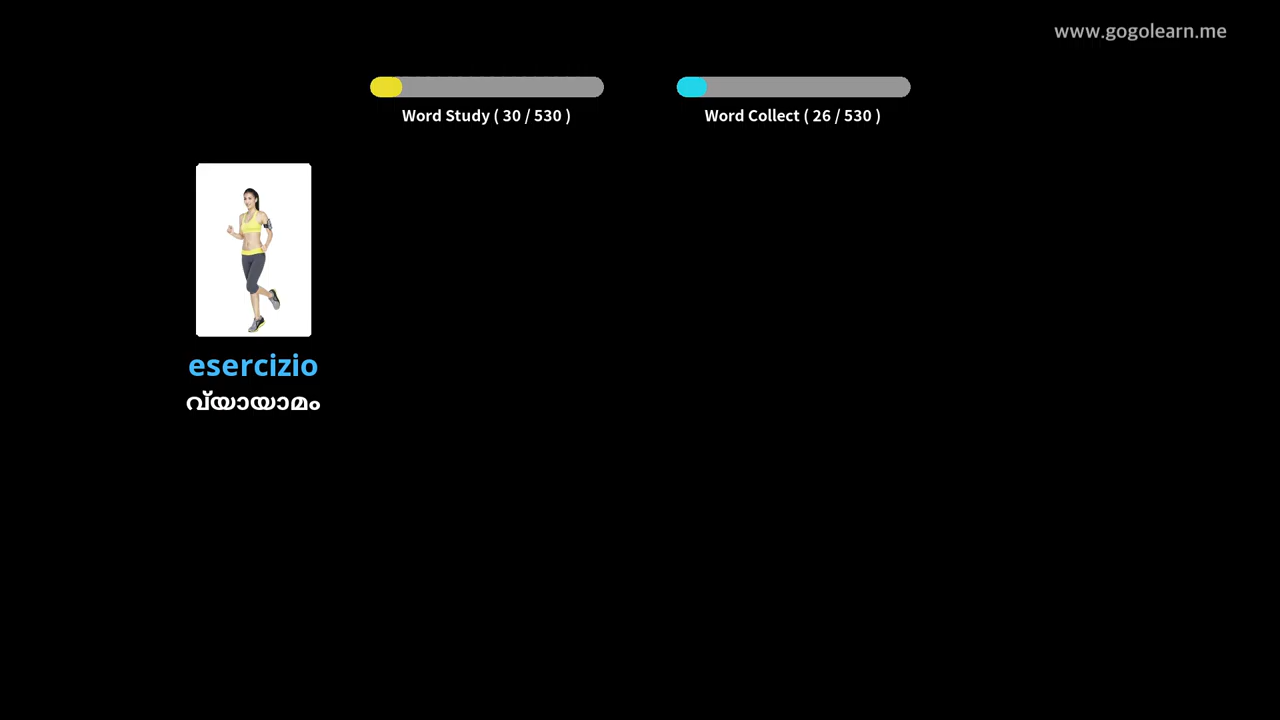 www.gogolearn.me
Word Study ( 30 / 530 )
Word Collect ( 26 / 530 )
esercizio
വ്യായാമം